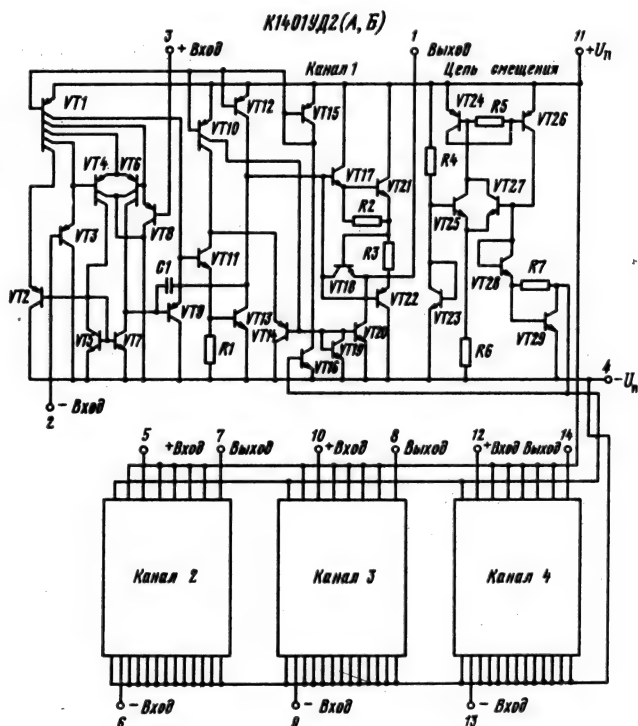 К1401УД2(А, Б)
3
+ Вход
1
Выход
11
+Uп
Канал 1
Цепь смещения
VT1
VT10
VT12
VT15
VT24
R5
VT26
VT4
VT6
VT17
VT21
R4
R2
VT27
VT25
VT3
VT8
R3
VT11
VT18
VT28
R7
C1
VT2
VT9
VT22
VT23
VT5
VT7
VT13
VT14
VT20
VT19
VT16
R1
R6
VT29
4
-Uп
2
- Вход
5
+Вход
7
Выход
10
+Вход
8
Выход
12
+Вход
Выход
14
Канал 2
Канал 3
Канал 4
6
- Вход
9
- Вход
13
- Вход